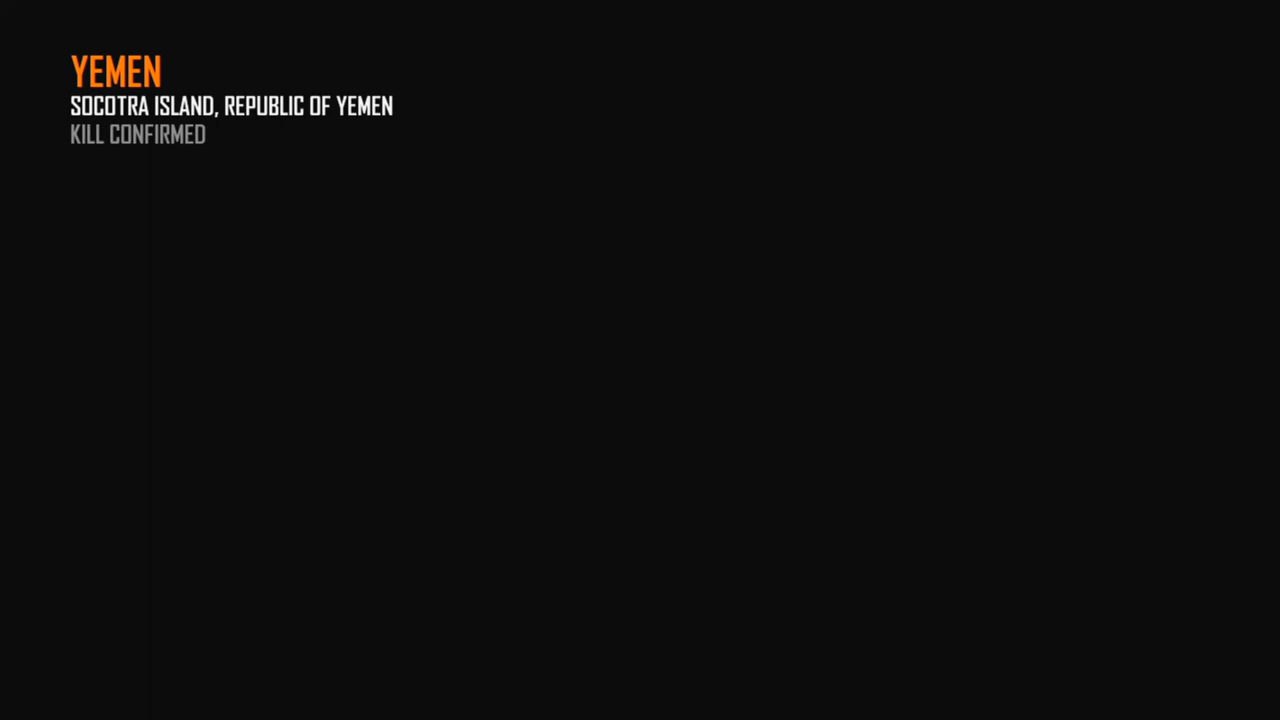 YEMEN
SOCOTRA ISLAND, REPUBLIC OF YEMEN
KILL CONFIRMED